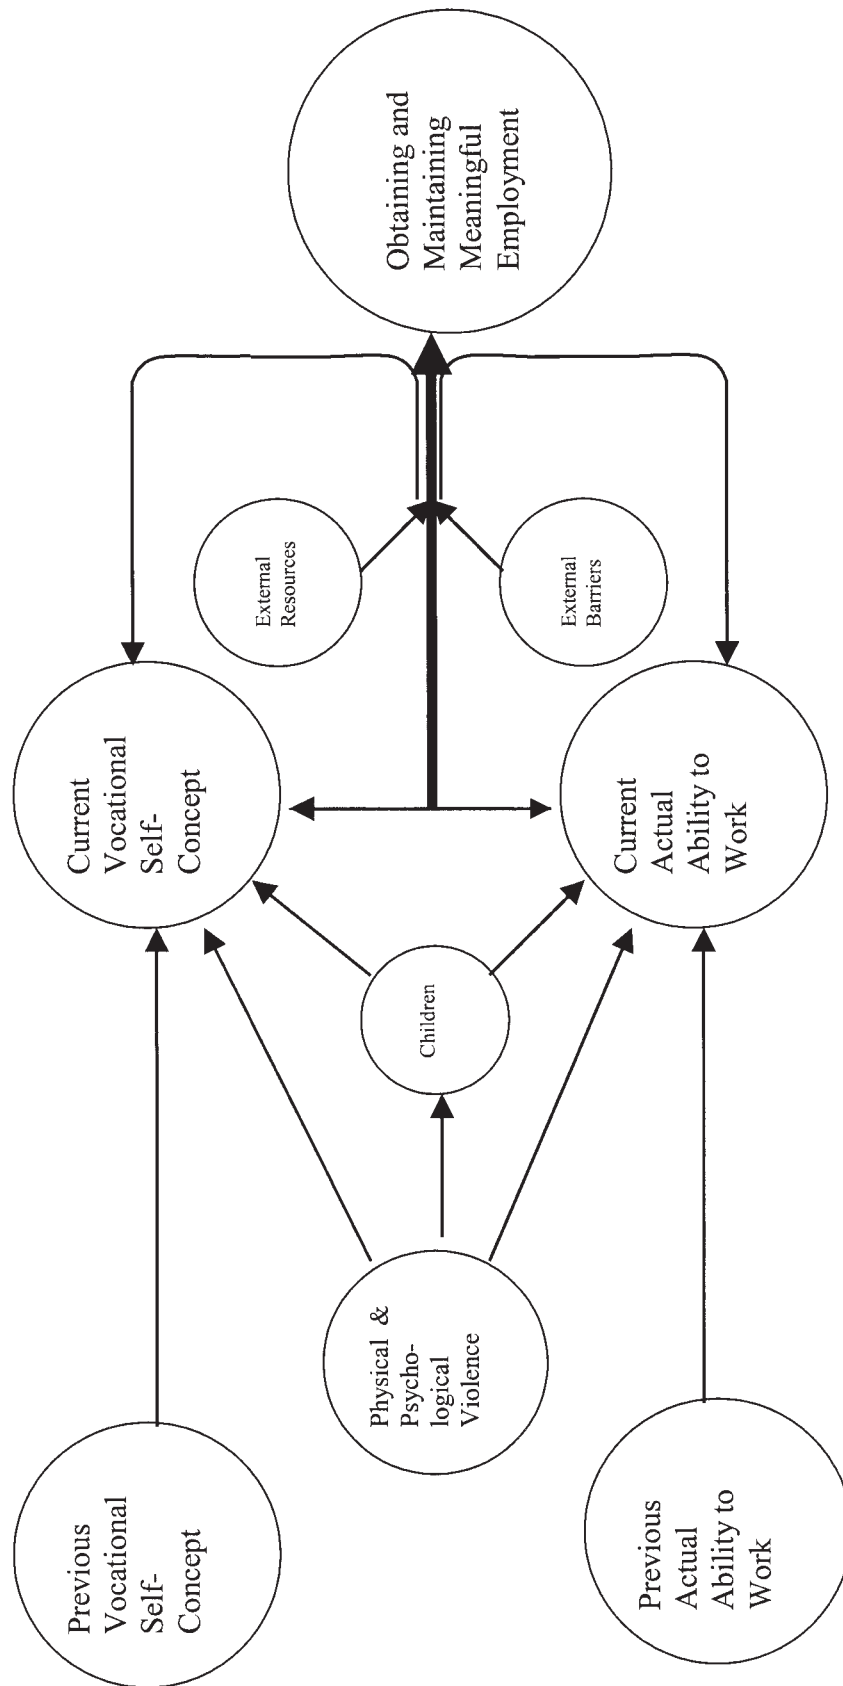 Previous
Vocational
Self-
Concept
Physical &
Psycho-
logical
Violence
Previous
Actual
Ability to
Work
Children
Current
Vocational
Self-
Concept
Current
Actual
Ability to
Work
External
Resources
External
Barriers
Obtaining and
Maintaining
Meaningful
Employment